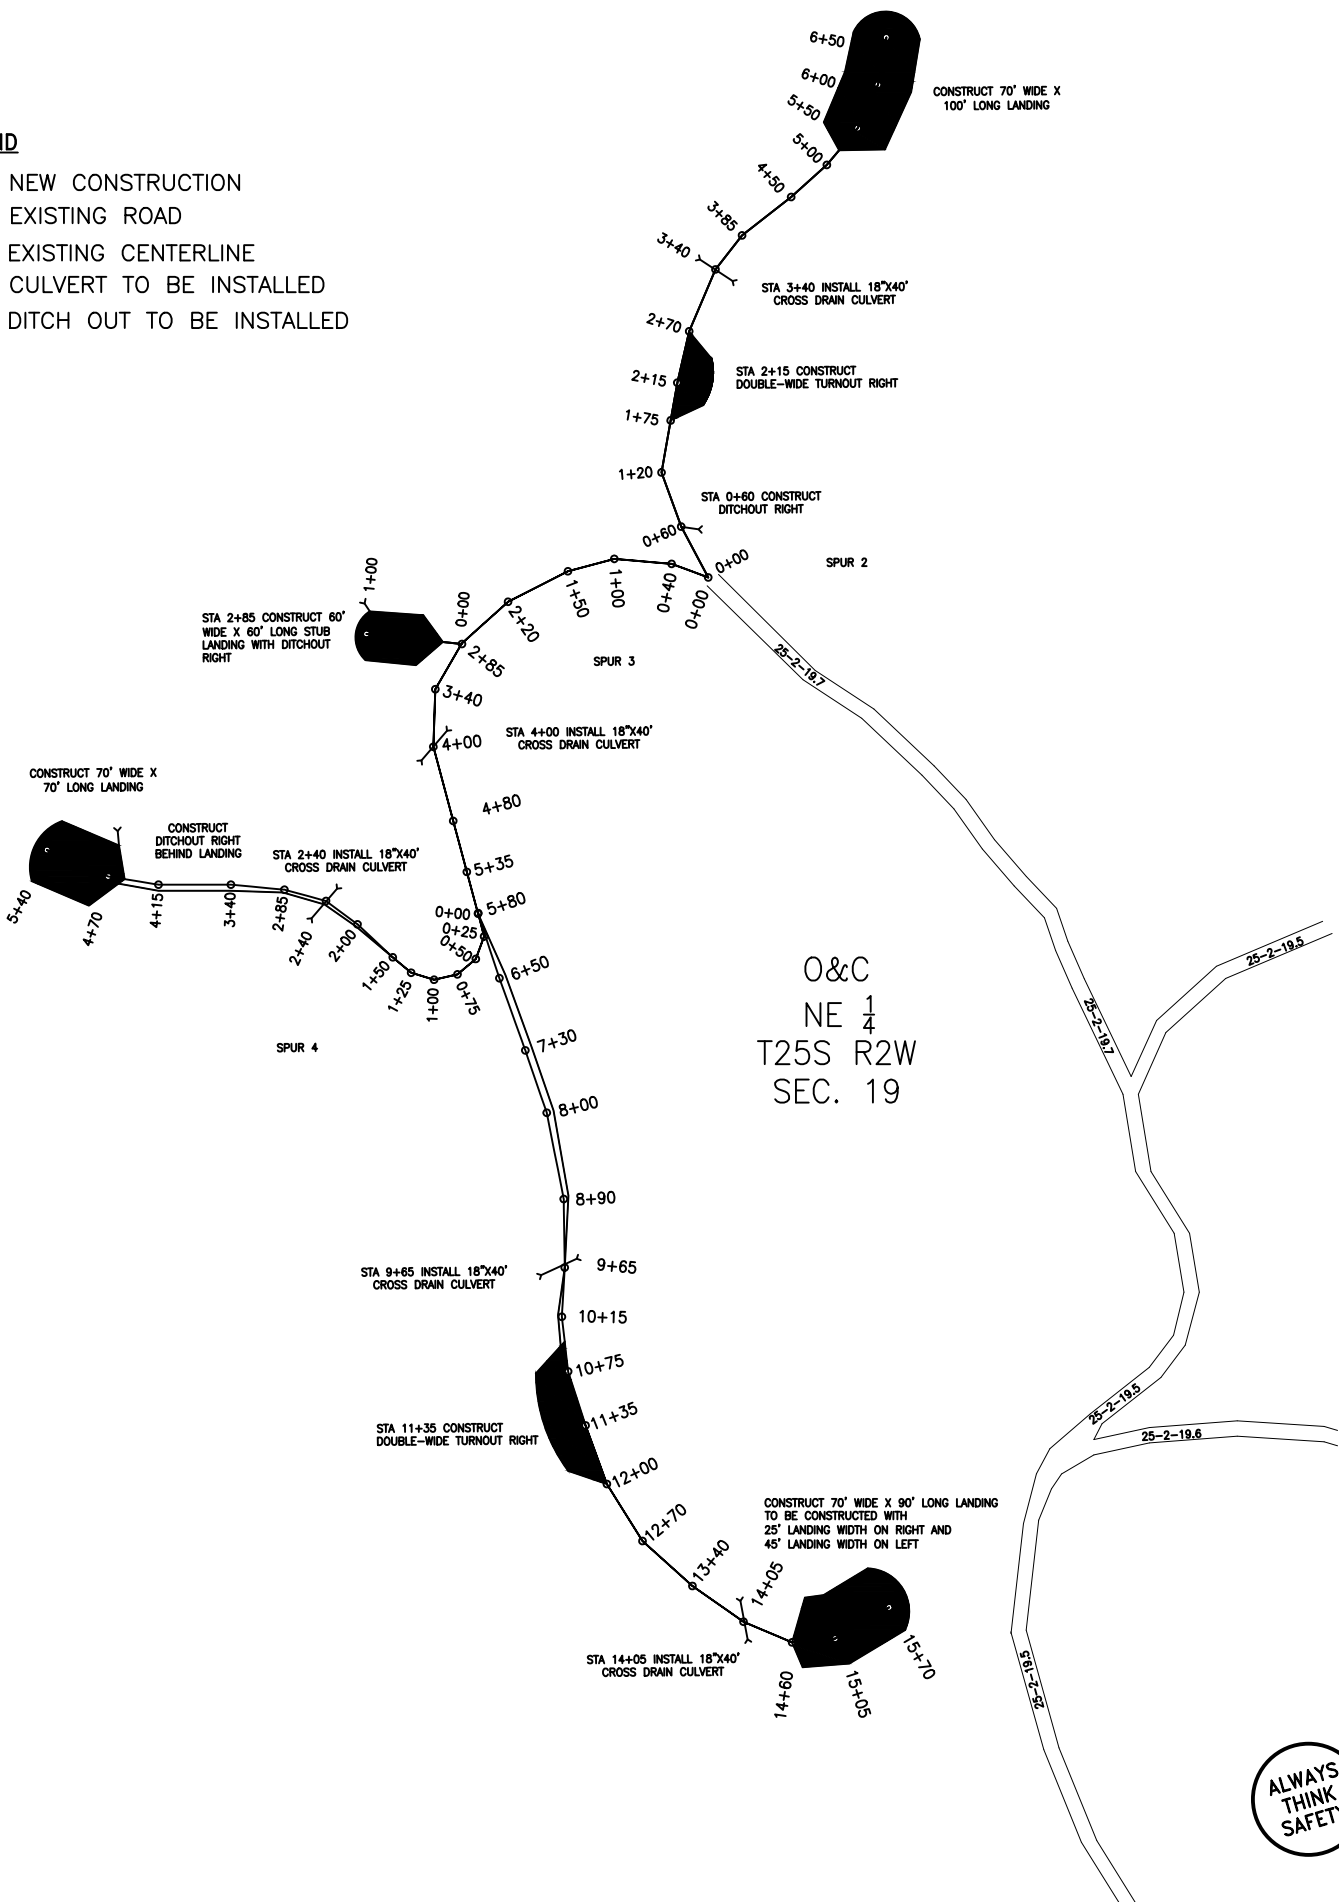 ND
NEW CONSTRUCTION
EXISTING ROAD
EXISTING CENTERLINE
CULVERT TO BE INSTALLED
DITCH OUT TO BE INSTALLED
6+50
6+00
5+50
5+00
4+50
3+85
3+40
2+70
2+15
1+75
1+20
0+60
0+00
CONSTRUCT 70' WIDE X
100' LONG LANDING
STA 3+40 INSTALL 18"X40'
CROSS DRAIN CULVERT
STA 2+15 CONSTRUCT
DOUBLE-WIDE TURNOUT RIGHT
STA 0+60 CONSTRUCT
DITCHOUT RIGHT
SPUR 2
0+00
0+40
1+00
1+50
2+20
2+85
0+00
1+00
STA 2+85 CONSTRUCT 60'
WIDE X 60' LONG STUB
LANDING WITH DITCHOUT
RIGHT
SPUR 3
3+40
4+00
STA 4+00 INSTALL 18"X40'
CROSS DRAIN CULVERT
4+80
5+35
5+80
6+50
7+30
8+00
8+90
9+65
10+15
10+75
11+35
12+00
12+70
13+40
14+05
14+60
15+05
15+70
CONSTRUCT 70' WIDE X
70' LONG LANDING
CONSTRUCT
DITCHOUT RIGHT
BEHIND LANDING
STA 2+40 INSTALL 18"X40'
CROSS DRAIN CULVERT
5+40
4+70
4+15
3+40
2+85
2+40
2+00
1+50
1+25
1+00
0+75
0+50
0+25
0+00
SPUR 4
O&C
NE 1/4
T25S R2W
SEC. 19
STA 9+65 INSTALL 18"X40'
CROSS DRAIN CULVERT
STA 11+35 CONSTRUCT
DOUBLE-WIDE TURNOUT RIGHT
CONSTRUCT 70' WIDE X 90' LONG LANDING
TO BE CONSTRUCTED WITH
25' LANDING WIDTH ON RIGHT AND
45' LANDING WIDTH ON LEFT
STA 14+05 INSTALL 18"X40'
CROSS DRAIN CULVERT
25-2-19.7
25-2-19.7
25-2-19.5
25-2-19.5
25-2-19.6
25-2-19.5
ALWAYS
THINK
SAFETY